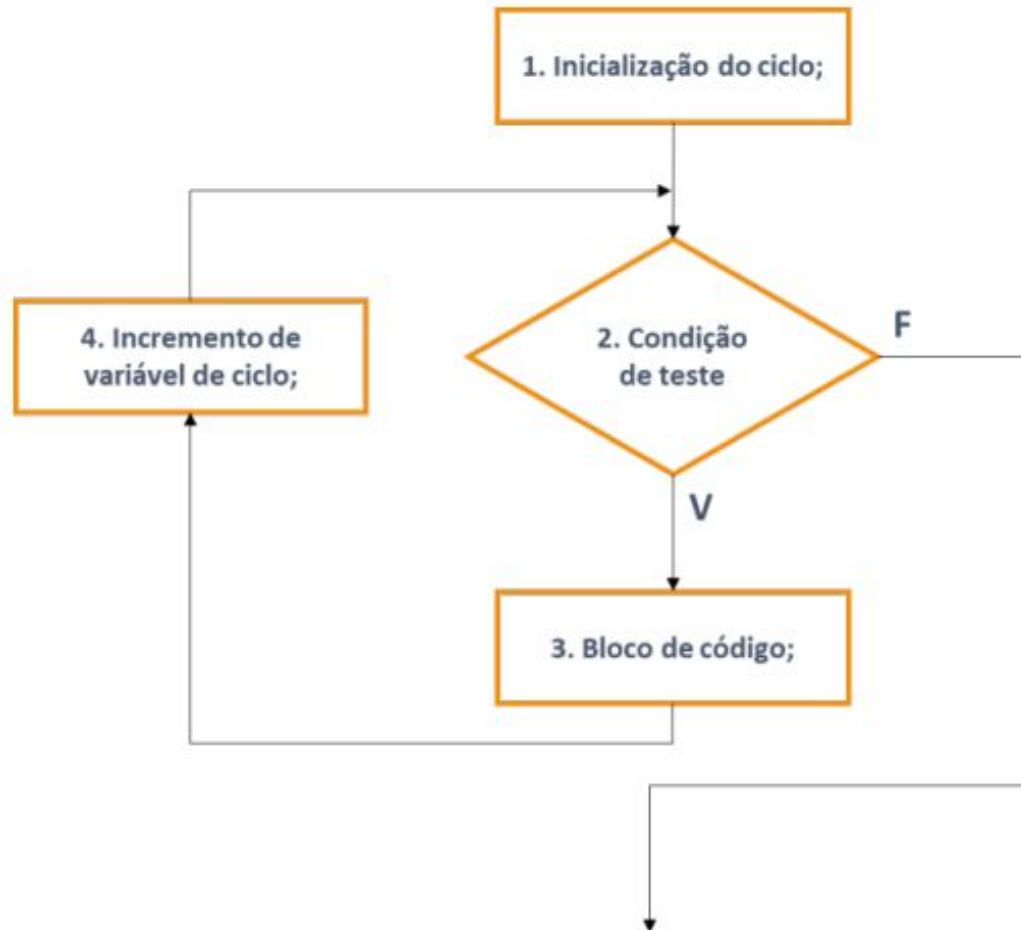 1. Inicialização do ciclo;
2. Condição
de teste
F
V
3. Bloco de código;
4. Incremento de
variável de ciclo;